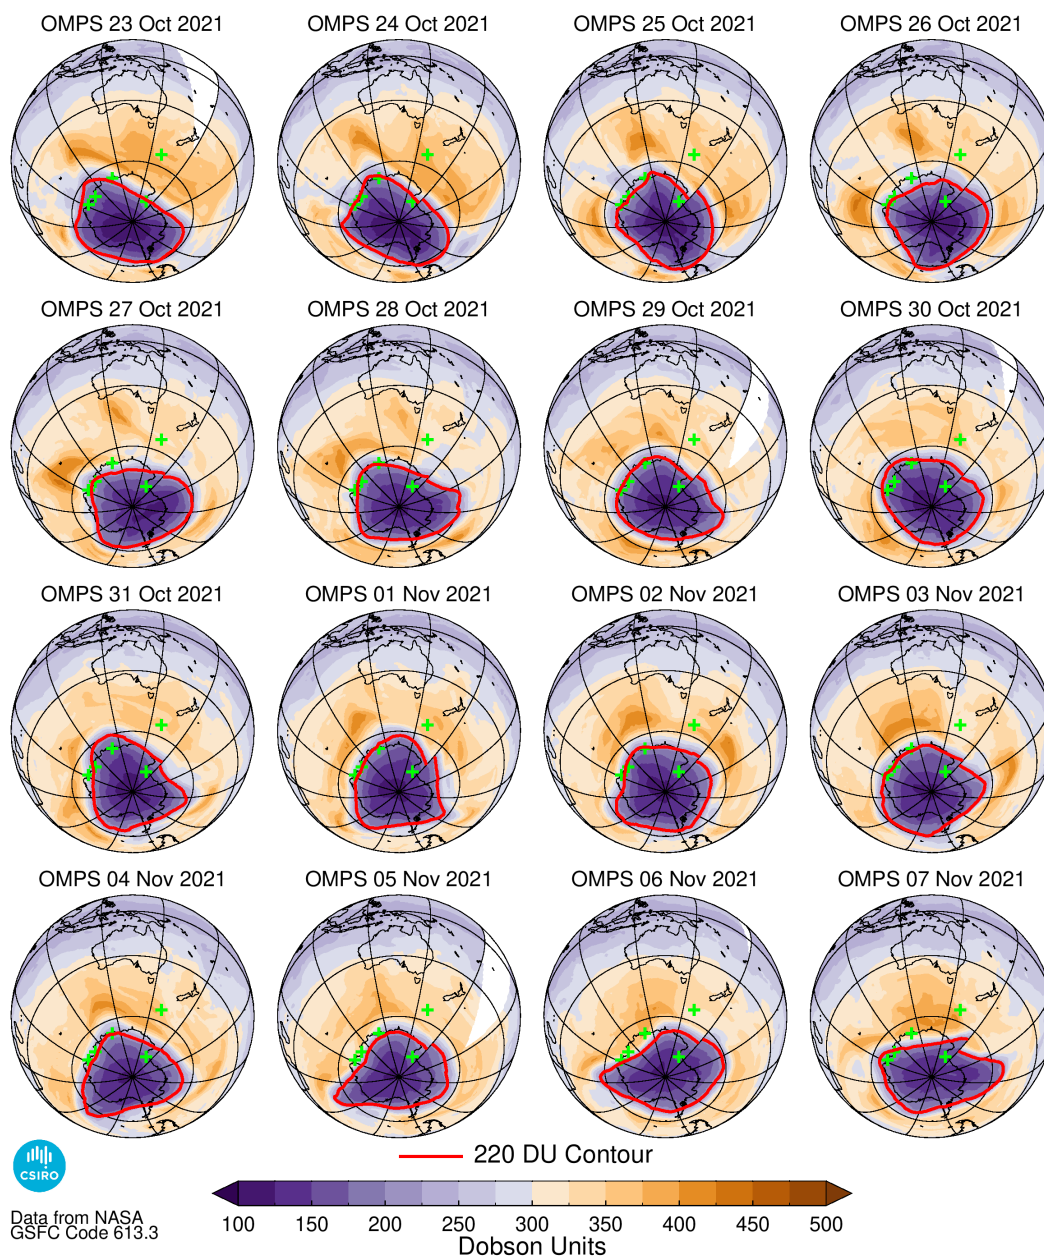 OMPS 23 Oct 2021
OMPS 24 Oct 2021
OMPS 25 Oct 2021
OMPS 26 Oct 2021
OMPS 27 Oct 2021
OMPS 28 Oct 2021
OMPS 29 Oct 2021
OMPS 30 Oct 2021
OMPS 31 Oct 2021
OMPS 01 Nov 2021
OMPS 02 Nov 2021
OMPS 03 Nov 2021
OMPS 04 Nov 2021
OMPS 05 Nov 2021
OMPS 06 Nov 2021
OMPS 07 Nov 2021
220 DU Contour
CSIRO
Data from NASA
GSFC Code 613.3
100 150 200 250 300 350 400 450 500
Dobson Units